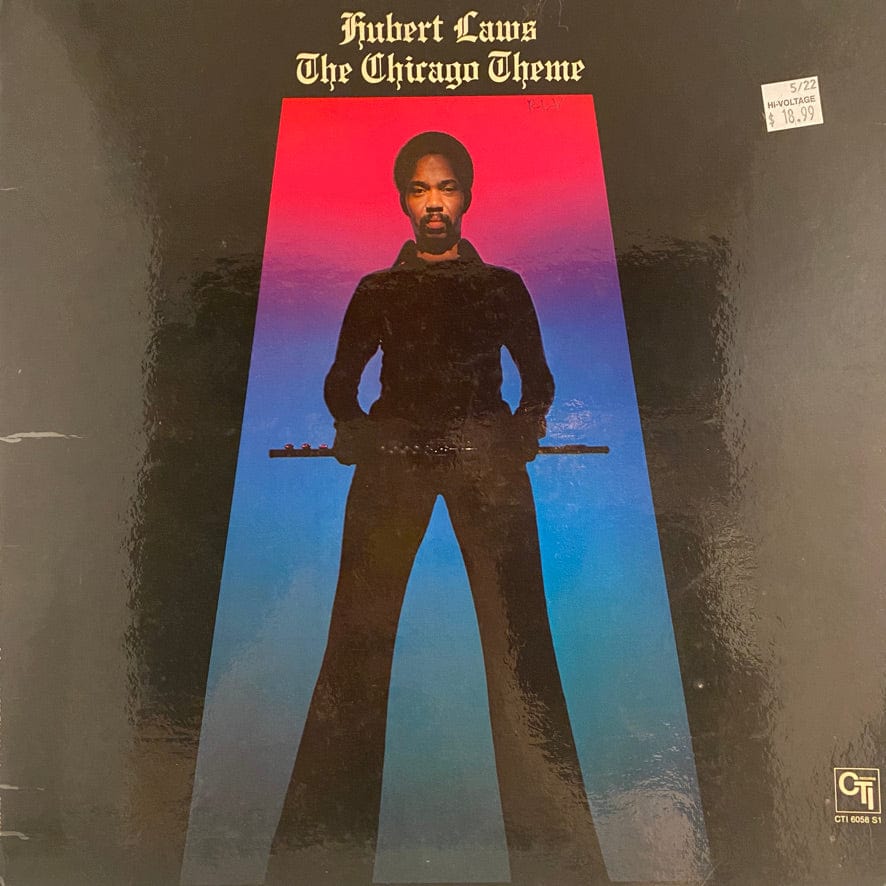 Hubert Laws
The Chicago Theme
5/22
HI-VOLTAGE
$ 18.99
CTI
CTI 6058 S1